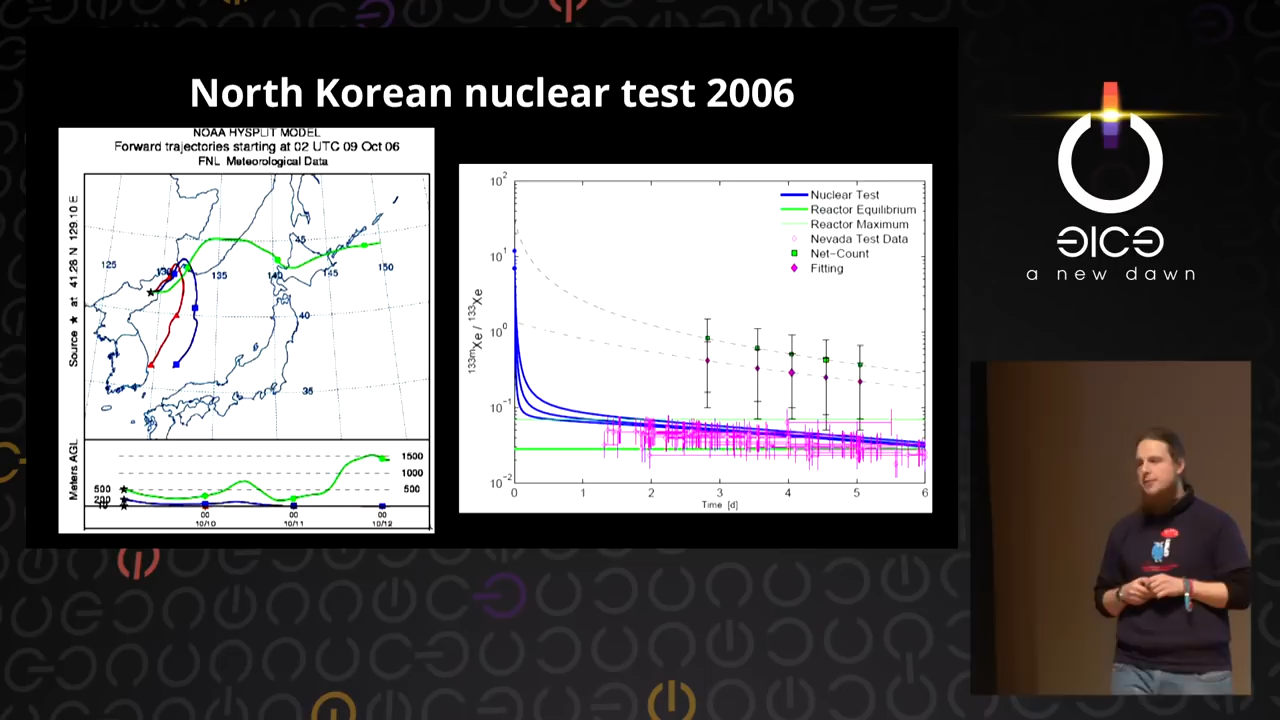 North Korean nuclear test 2006
NOAA HYSPLIT MODEL
Forward trajectories starting at 02 UTC 09 Oct 06
FNL Meteorological Data
Source ★ at 41.28 N 129.10 E
125
130
135
140
145
150
45
40
35
Meters AGL
1500
1000
500
500
200
10
00
10/10
00
10/11
00
10/12
10²
10¹
10⁰
10⁻¹
10⁻²
¹³³ᵐXe / ¹³³Xe
Nuclear Test
Reactor Equilibrium
Reactor Maximum
Nevada Test Data
Net-Count
Fitting
0
1
2
3
4
5
6
Time [d]
a new dawn